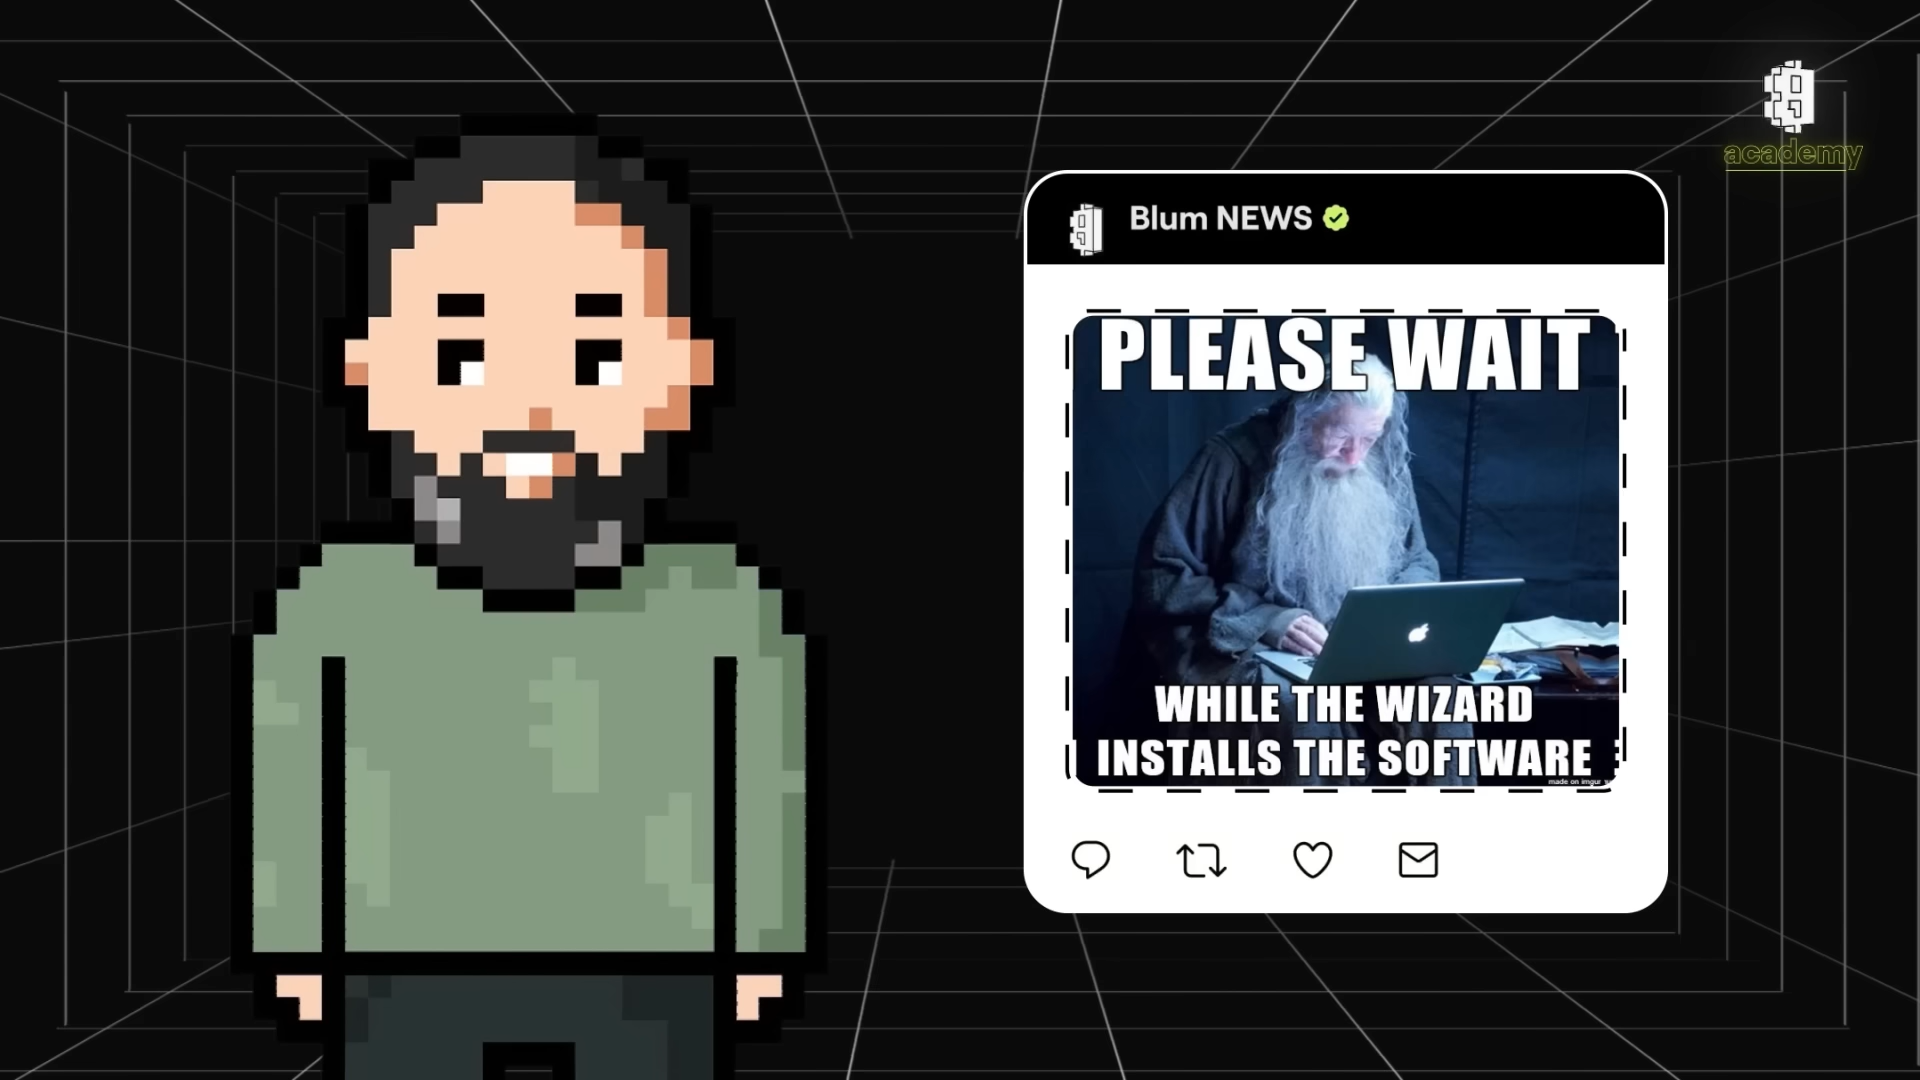 academy
Blum NEWS
PLEASE WAIT
WHILE THE WIZARD
INSTALLS THE SOFTWARE
made on imgur